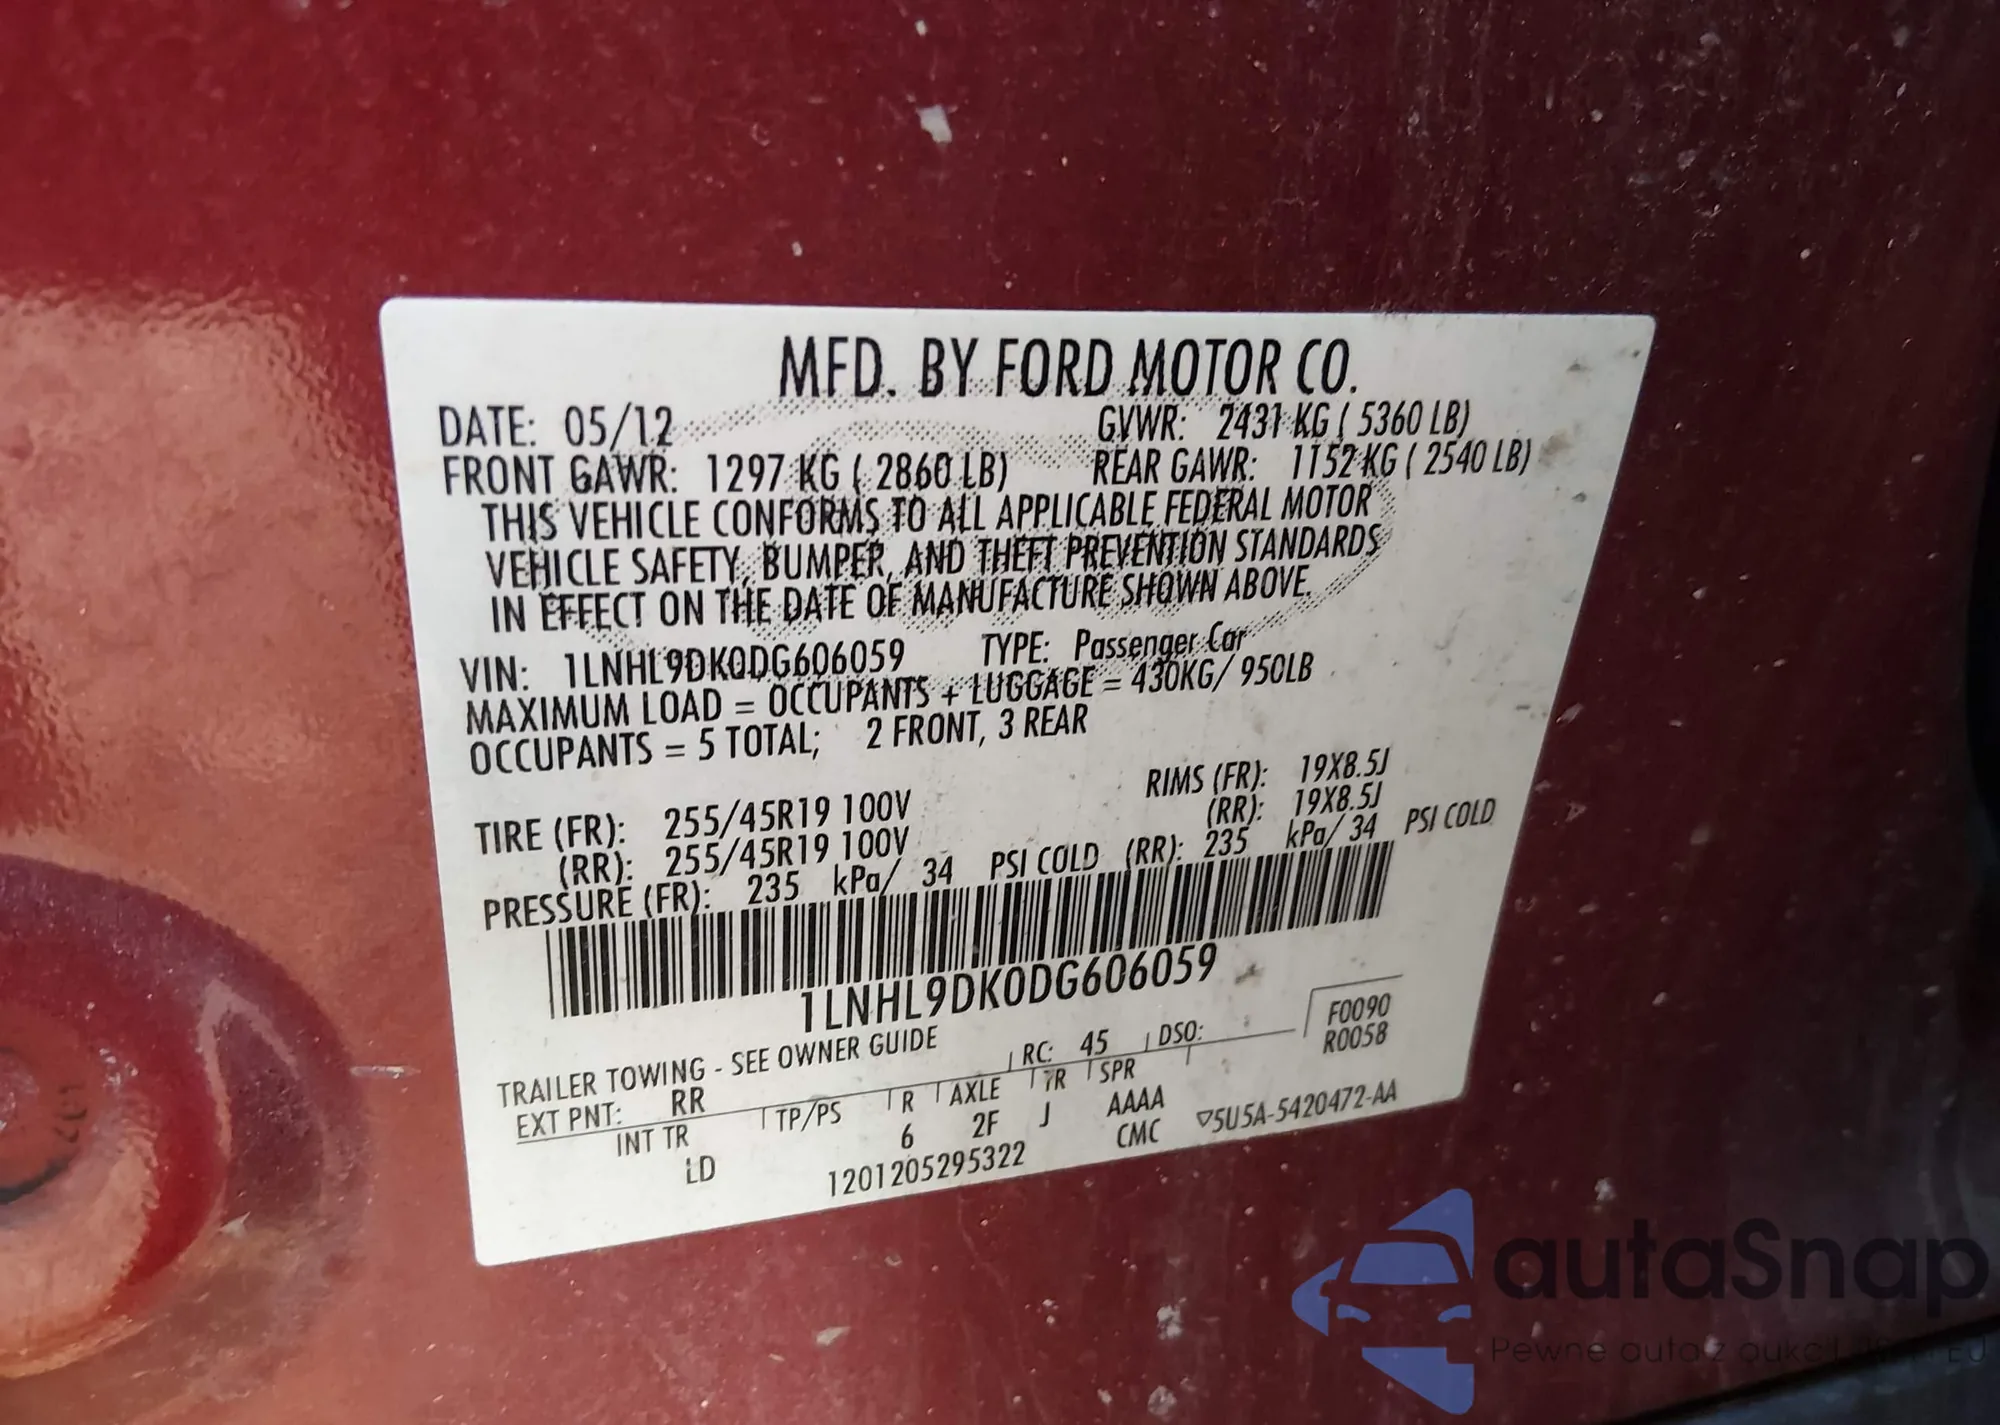 MFD. BY FORD MOTOR CO.
DATE: 05/12 GVWR: 2431 KG ( 5360 LB)
FRONT GAWR: 1297 KG ( 2860 LB) REAR GAWR: 1152 KG ( 2540 LB)
THIS VEHICLE CONFORMS TO ALL APPLICABLE FEDERAL MOTOR
VEHICLE SAFETY, BUMPER, AND THEFT PREVENTION STANDARDS
IN EFFECT ON THE DATE OF MANUFACTURE SHOWN ABOVE.
VIN: 1LNHL9DK0DG606059 TYPE: Passenger Car
MAXIMUM LOAD = OCCUPANTS + LUGGAGE = 430KG/ 950LB
OCCUPANTS = 5 TOTAL; 2 FRONT, 3 REAR
TIRE (FR): 255/45R19 100V RIMS (FR): 19X8.5J
(RR): 255/45R19 100V (RR): 19X8.5J
PRESSURE (FR): 235 kPa/ 34 PSI COLD (RR): 235 kPa/ 34 PSI COLD
1LNHL9DK0DG606059
TRAILER TOWING - SEE OWNER GUIDE
F0090
EXT PNT: RR RC: 45 DSO: R0058
INT TR TP/PS R AXLE TR SPR
LD 6 2F J AAAA
1201205295322 CMC ▽5U5A-5420472-AA
autaSnap
Pewne auta z aukcji